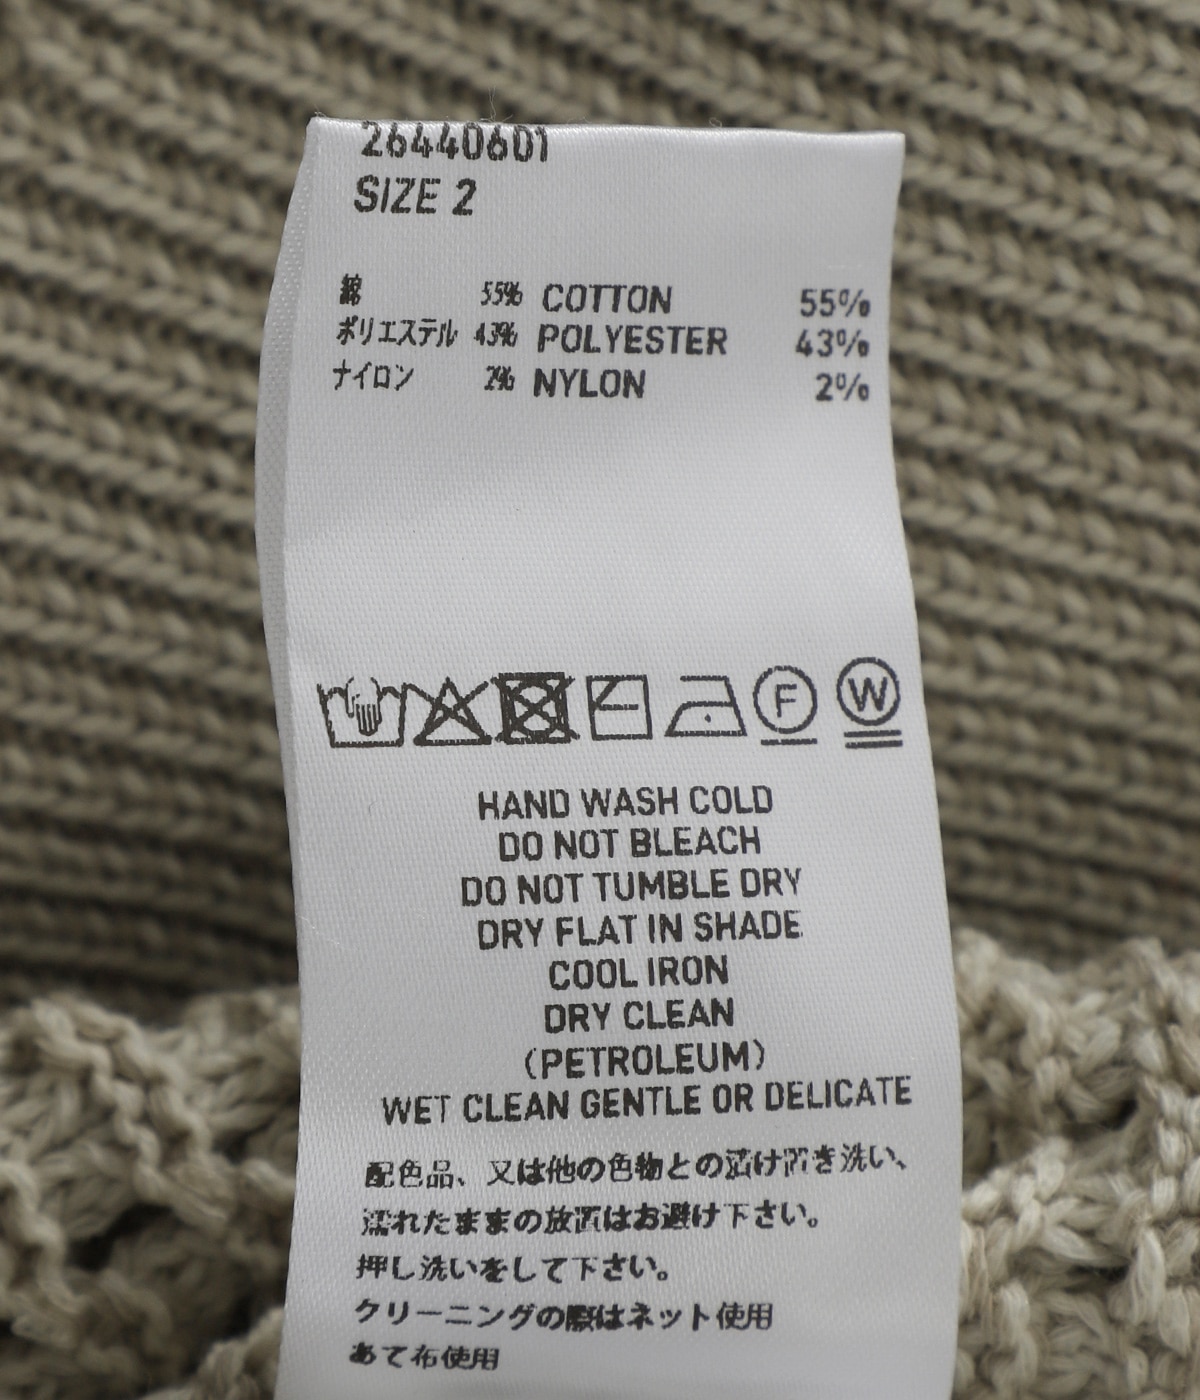 26440601
SIZE 2
綿 55% COTTON 55%
ポリエステル 43% POLYESTER 43%
ナイロン 2% NYLON 2%
F W
HAND WASH COLD
DO NOT BLEACH
DO NOT TUMBLE DRY
DRY FLAT IN SHADE
COOL IRON
DRY CLEAN
(PETROLEUM)
WET CLEAN GENTLE OR DELICATE
配色品、又は他の色物との漬け置き洗い、
濡れたままの放置はお避け下さい。
押し洗いをして下さい。
クリーニングの際はネット使用
あて布使用